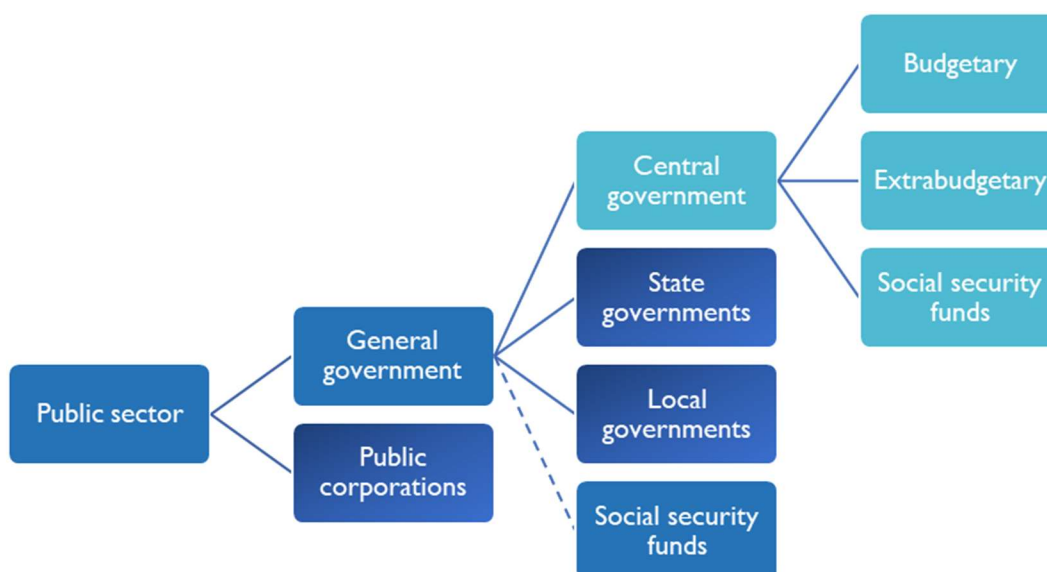 Public sector
General
government
Public
corporations
Central
government
State
governments
Local
governments
Social security
funds
Budgetary
Extrabudgetary
Social security
funds